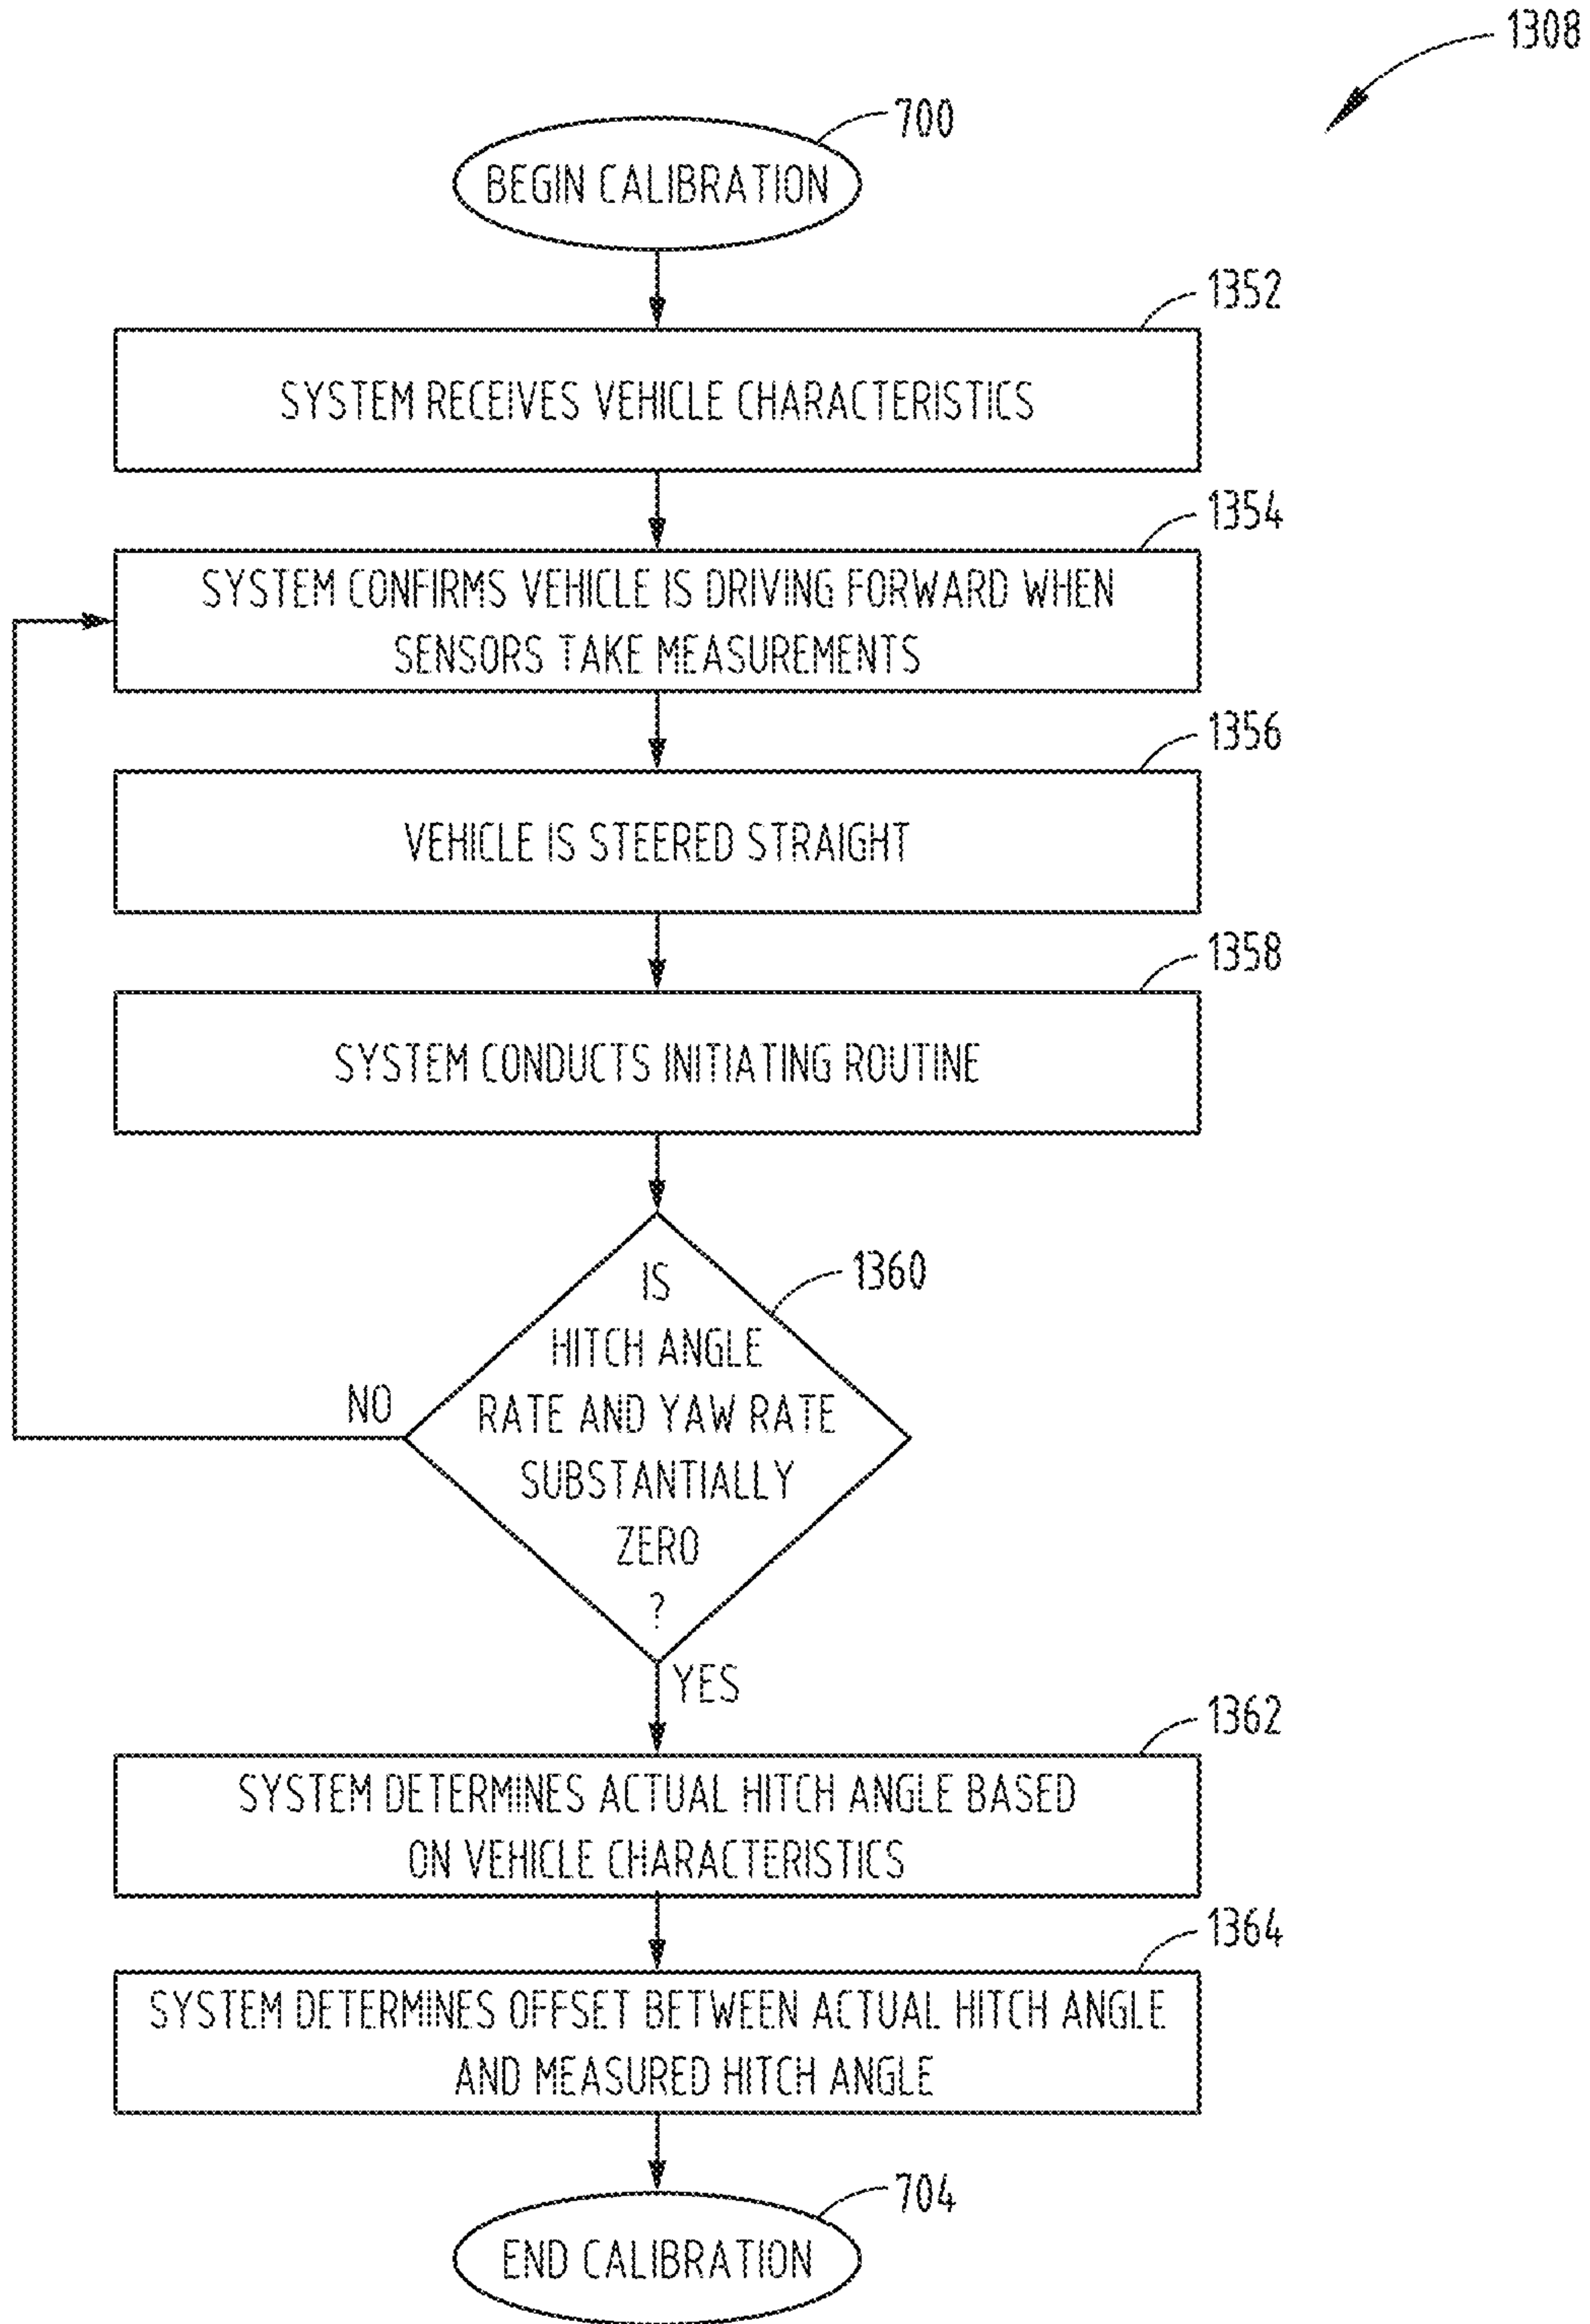 1308
700
BEGIN CALIBRATION
1352
SYSTEM RECEIVES VEHICLE CHARACTERISTICS
1354
SYSTEM CONFIRMS VEHICLE IS DRIVING FORWARD WHEN
SENSORS TAKE MEASUREMENTS
1356
VEHICLE IS STEERED STRAIGHT
1358
SYSTEM CONDUCTS INITIATING ROUTINE
1360
IS
HITCH ANGLE
RATE AND YAW RATE
SUBSTANTIALLY
ZERO
?
NO
YES
1362
SYSTEM DETERMINES ACTUAL HITCH ANGLE BASED
ON VEHICLE CHARACTERISTICS
1364
SYSTEM DETERMINES OFFSET BETWEEN ACTUAL HITCH ANGLE
AND MEASURED HITCH ANGLE
704
END CALIBRATION